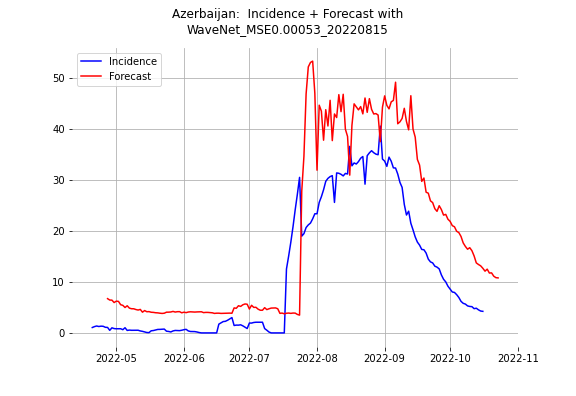 Azerbaijan:  Incidence + Forecast with
WaveNet_MSE0.00053_20220815
Incidence
Forecast
50
40
30
20
10
0
2022-05 2022-06 2022-07 2022-08 2022-09 2022-10 2022-11